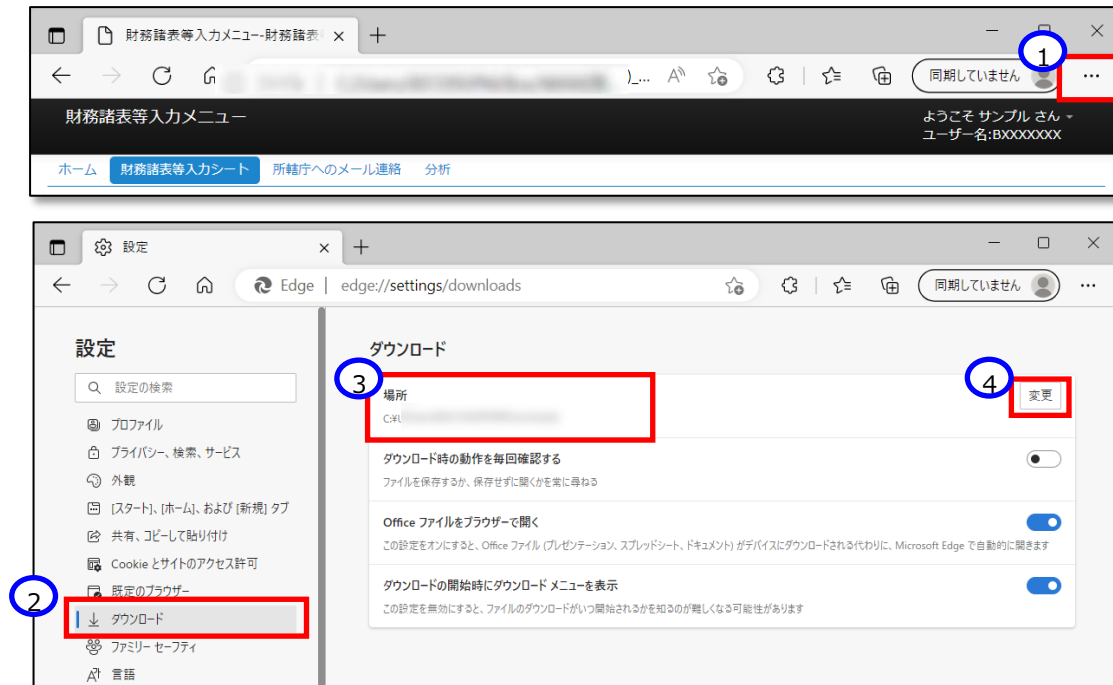 財務諸表等入力メニュー-財務諸表
1
)_...
同期していません
財務諸表等入力メニュー
ようこそ サンプル さん
ユーザー名:BXXXXXXX
ホーム 財務諸表等入力シート 所轄庁へのメール連絡 分析
設定
Edge | edge://settings/downloads
同期していません
設定
設定の検索
プロファイル
プライバシー、検索、サービス
外観
[スタート]、[ホーム]、および [新規] タブ
共有、コピーして貼り付け
Cookie とサイトのアクセス許可
既定のブラウザー
2
ダウンロード
ファミリー セーフティ
言語
ダウンロード
3
場所
C:¥U
4
変更
ダウンロード時の動作を毎回確認する
ファイルを保存するか、保存せずに開くかを常に尋ねる
Office ファイルをブラウザーで開く
この設定をオンにすると、Office ファイル (プレゼンテーション、スプレッドシート、ドキュメント) がデバイスにダウンロードされる代わりに、Microsoft Edge で自動的に開きます
ダウンロードの開始時にダウンロード メニューを表示
この設定を無効にすると、ファイルのダウンロードがいつ開始されるかを知るのが難しくなる可能性があります